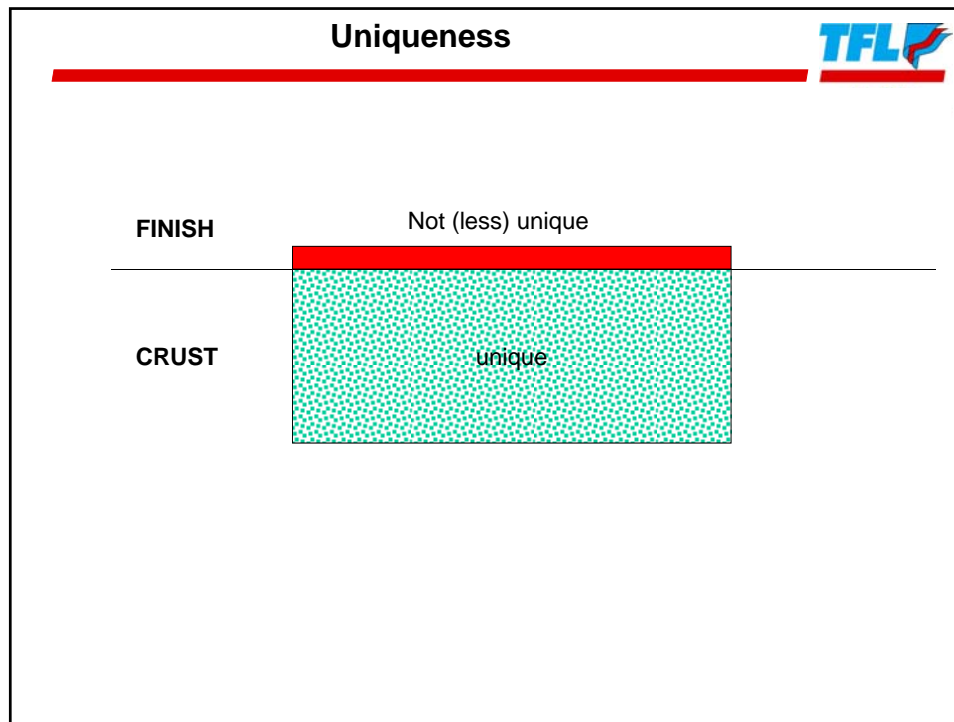 Uniqueness
TFL
FINISH
Not (less) unique
CRUST
unique